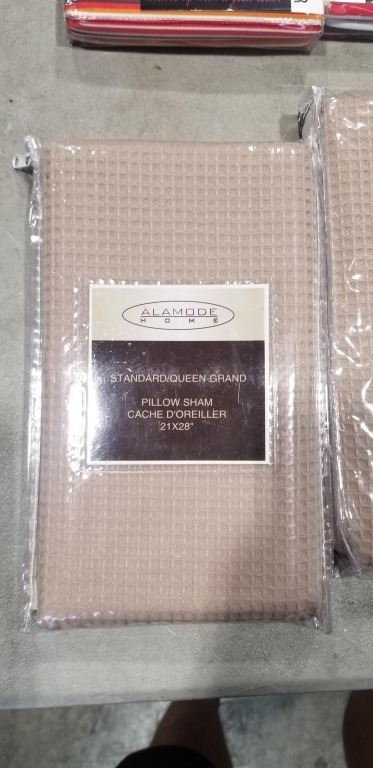 ALAMODE
HOME
STANDARD/QUEEN-GRAND
PILLOW SHAM
CACHE D'OREILLER
21X28"